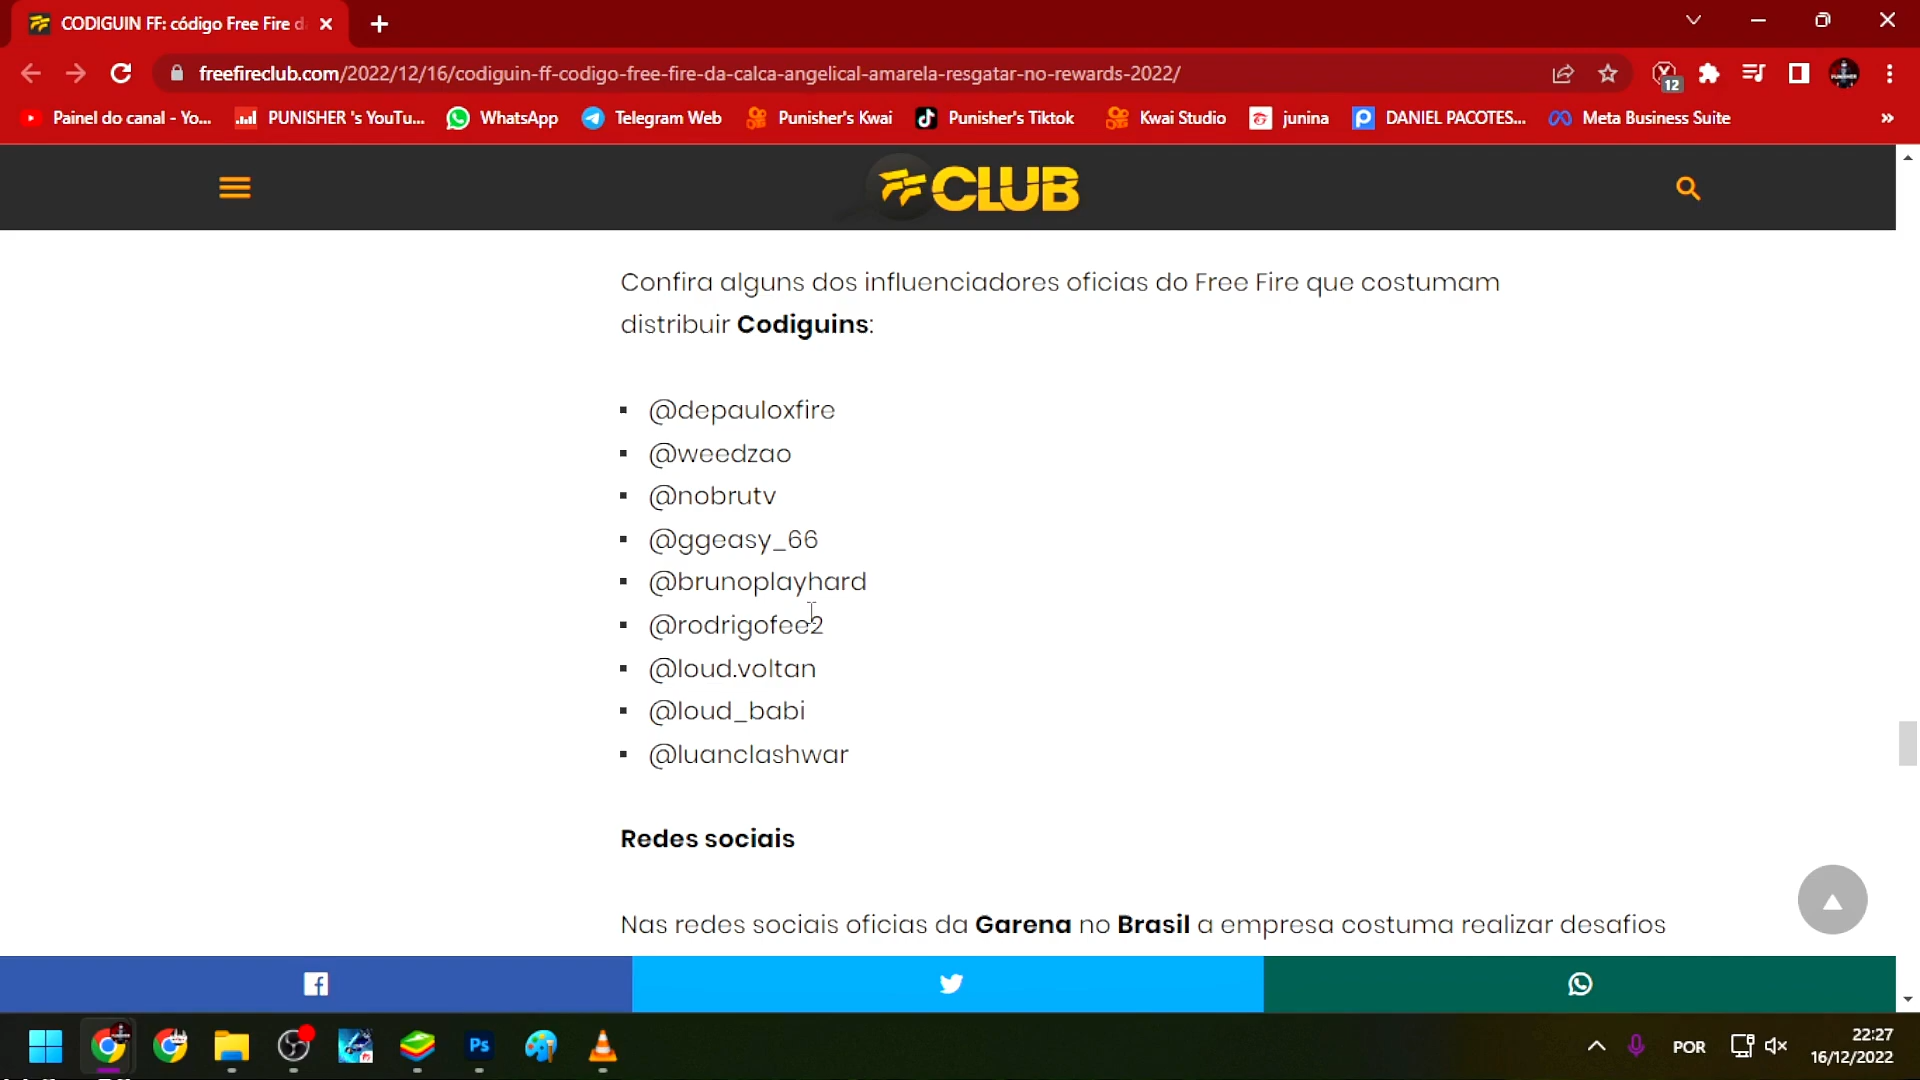 CODIGUIN FF: código Free Fire d
freefireclub.com/2022/12/16/codiguin-ff-codigo-free-fire-da-calca-angelical-amarela-resgatar-no-rewards-2022/
12
Painel do canal - Yo... PUNISHER 's YouTu... WhatsApp Telegram Web Punisher's Kwai Punisher's Tiktok Kwai Studio junina DANIEL PACOTES... Meta Business Suite
FF CLUB
Confira alguns dos influenciadores oficias do Free Fire que costumam
distribuir Codiguins:
@depauloxfire
@weedzao
@nobrutv
@ggeasy_66
@brunoplayhard
@rodrigofee2
@loud.voltan
@loud_babi
@luanclashwar
Redes sociais
Nas redes sociais oficias da Garena no Brasil a empresa costuma realizar desafios
Ps
POR
22:27
16/12/2022